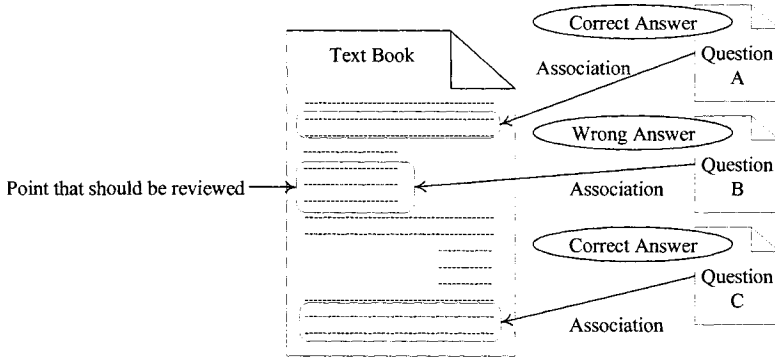 Correct Answer
Text Book
Association
Question
A
Wrong Answer
Question
B
Point that should be reviewed
Association
Correct Answer
Question
C
Association